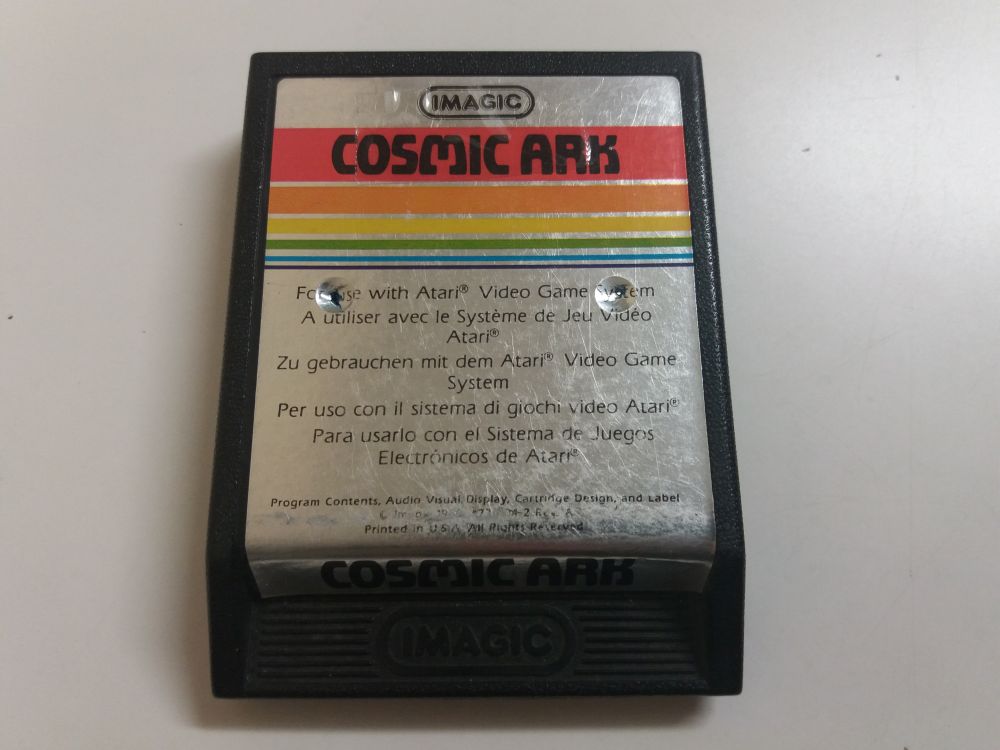 IMAGIC
COSMIC ARK
For use with Atari® Video Game System
A utiliser avec le Système de Jeu Vidéo
Atari®
Zu gebrauchen mit dem Atari® Video Game
System
Per uso con il sistema di giochi video Atari®
Para usarlo con el Sistema de Juegos
Electrónicos de Atari®
Program Contents, Audio Visual Display, Cartridge Design, and Label
Printed in U.S.A. All Rights Reserved
COSMIC ARK
IMAGIC